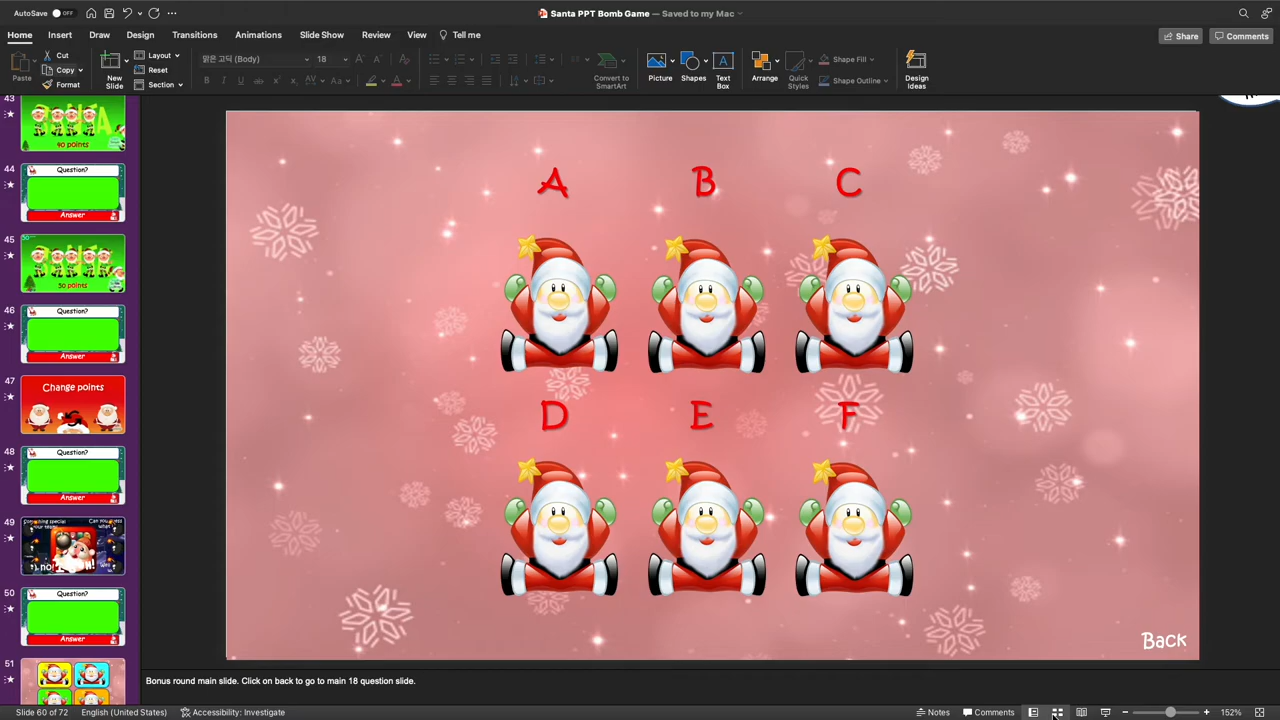 AutoSave OFF
Santa PPT Bomb Game — Saved to my Mac
Home Insert Draw Design Transitions Animations Slide Show Review View Tell me
Share Comments
Paste Cut Copy Format
New Slide Layout Reset Section
맑은 고딕 (Body) 18
Convert to SmartArt
Picture Shapes Text Box Arrange Quick Styles Shape Fill Shape Outline Design Ideas
43
40 points
44
Question?
Answer
45
30 points
46
Question?
Answer
47
Change points
48
Question?
Answer
49
50
Question?
Answer
51
A B C
D E F
Back
Bonus round main slide. Click on back to go to main 18 question slide.
Slide 60 of 72 English (United States) Accessibility: Investigate Notes Comments 152%